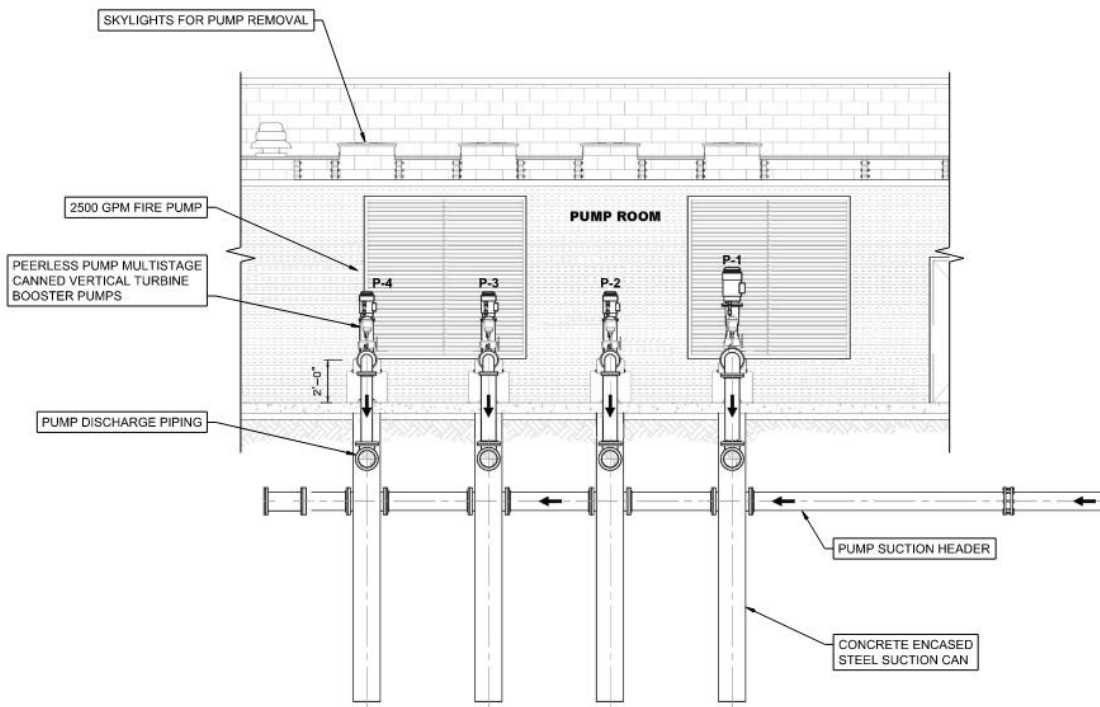 SKYLIGHTS FOR PUMP REMOVAL
2500 GPM FIRE PUMP
PUMP ROOM
PEERLESS PUMP MULTISTAGE
CANNED VERTICAL TURBINE
BOOSTER PUMPS
P-4
P-3
P-2
P-1
2'-0"
PUMP DISCHARGE PIPING
PUMP SUCTION HEADER
CONCRETE ENCASED
STEEL SUCTION CAN